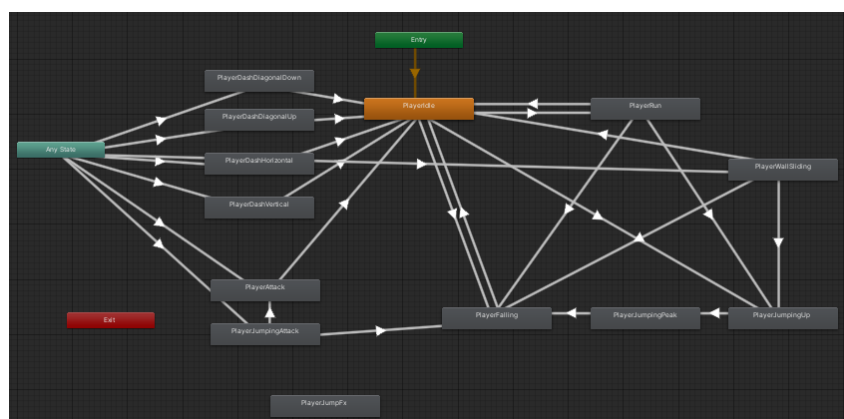 Entry
PlayerDashDiagonalDown
PlayerIdle
PlayerRun
PlayerDashDiagonalUp
Any State
PlayerDashHorizontal
PlayerWallSliding
PlayerDashVertical
PlayerAttack
Exit
PlayerJumpingAttack
PlayerFalling
PlayerJumpingPeak
PlayerJumpingUp
PlayerJumpFx